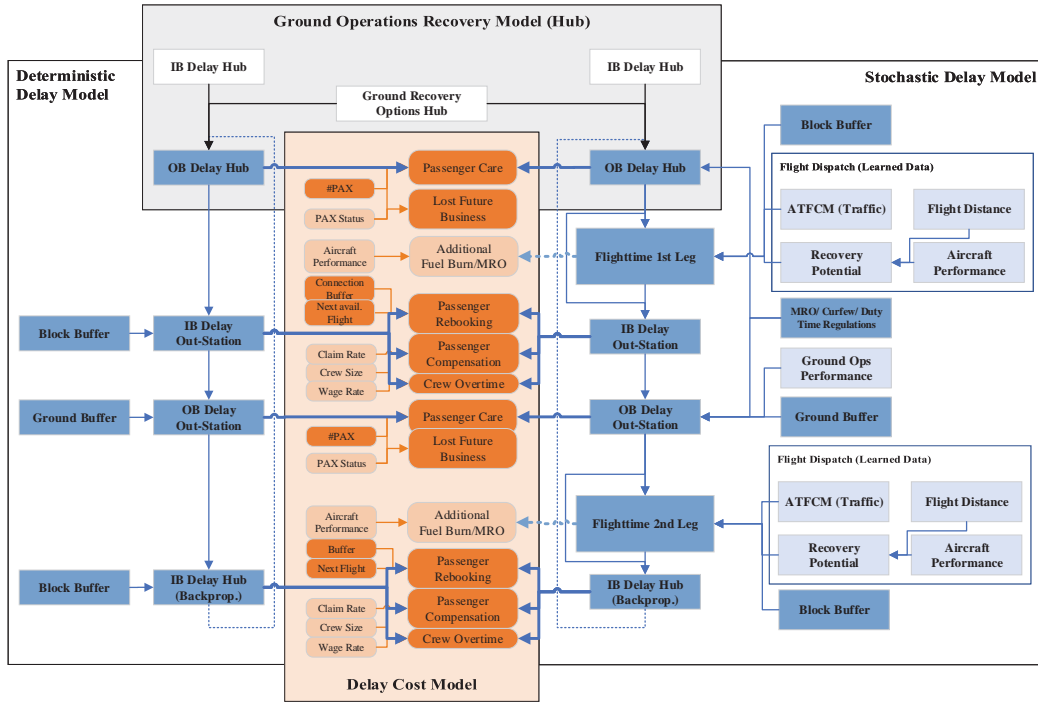 Ground Operations Recovery Model (Hub)
IB Delay Hub
IB Delay Hub
Deterministic
Delay Model
Stochastic Delay Model
Ground Recovery
Options Hub
OB Delay Hub
Passenger Care
OB Delay Hub
#PAX
PAX Status
Lost Future
Business
Aircraft
Performance
Additional
Fuel Burn/MRO
Flighttime 1st Leg
Connection
Buffer
Next avail.
Flight
Block Buffer
IB Delay
Out-Station
Passenger
Rebooking
Passenger
Compensation
Crew Overtime
IB Delay
Out-Station
Claim Rate
Crew Size
Wage Rate
Ground Buffer
OB Delay
Out-Station
Passenger Care
OB Delay
Out-Station
#PAX
PAX Status
Lost Future
Business
Aircraft
Performance
Additional
Fuel Burn/MRO
Flighttime 2nd Leg
Buffer
Next Flight
Block Buffer
IB Delay Hub
(Backprop.)
Passenger
Rebooking
Passenger
Compensation
Crew Overtime
IB Delay Hub
(Backprop.)
Claim Rate
Crew Size
Wage Rate
Delay Cost Model
Block Buffer
Flight Dispatch (Learned Data)
ATFCM (Traffic)
Flight Distance
Recovery
Potential
Aircraft
Performance
MRO/ Curfew/ Duty
Time Regulations
Ground Ops
Performance
Ground Buffer
Flight Dispatch (Learned Data)
ATFCM (Traffic)
Flight Distance
Recovery
Potential
Aircraft
Performance
Block Buffer